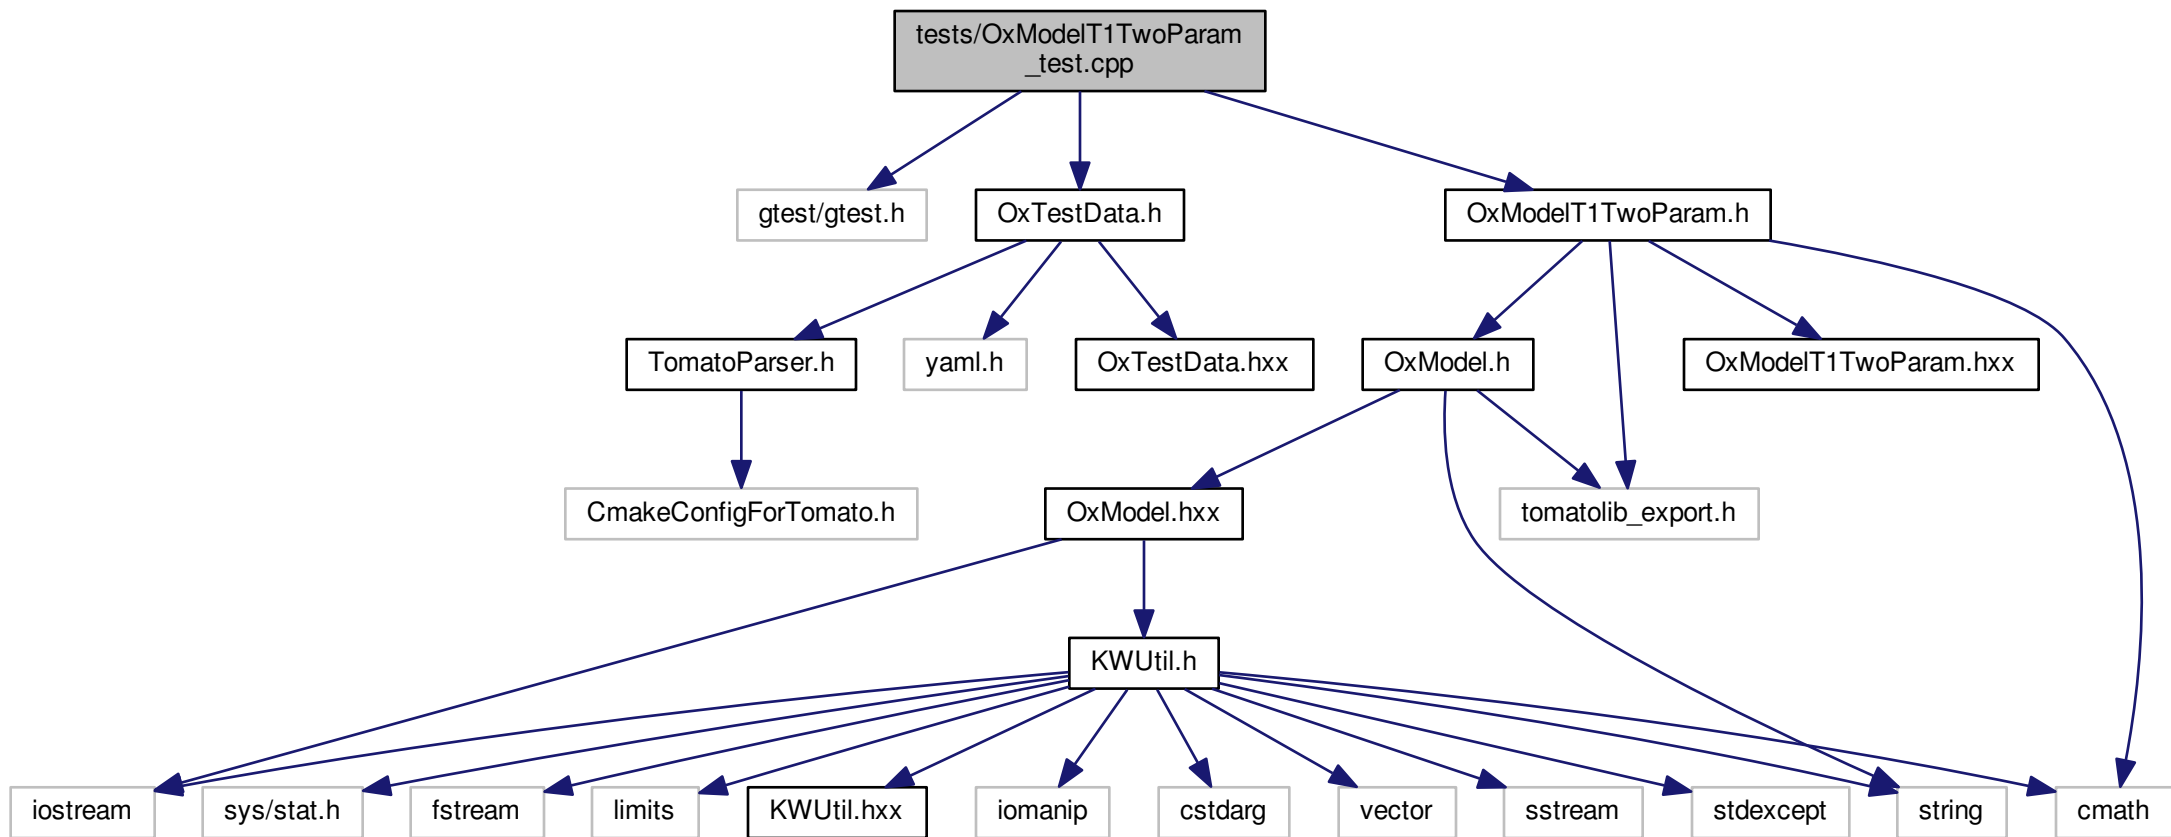 tests/OxModelT1TwoParam
_test.cpp
gtest/gtest.h
OxTestData.h
OxModelT1TwoParam.h
TomatoParser.h
yaml.h
OxTestData.hxx
OxModel.h
OxModelT1TwoParam.hxx
CmakeConfigForTomato.h
OxModel.hxx
tomatolib_export.h
KWUtil.h
iostream
sys/stat.h
fstream
limits
KWUtil.hxx
iomanip
cstdarg
vector
sstream
stdexcept
string
cmath